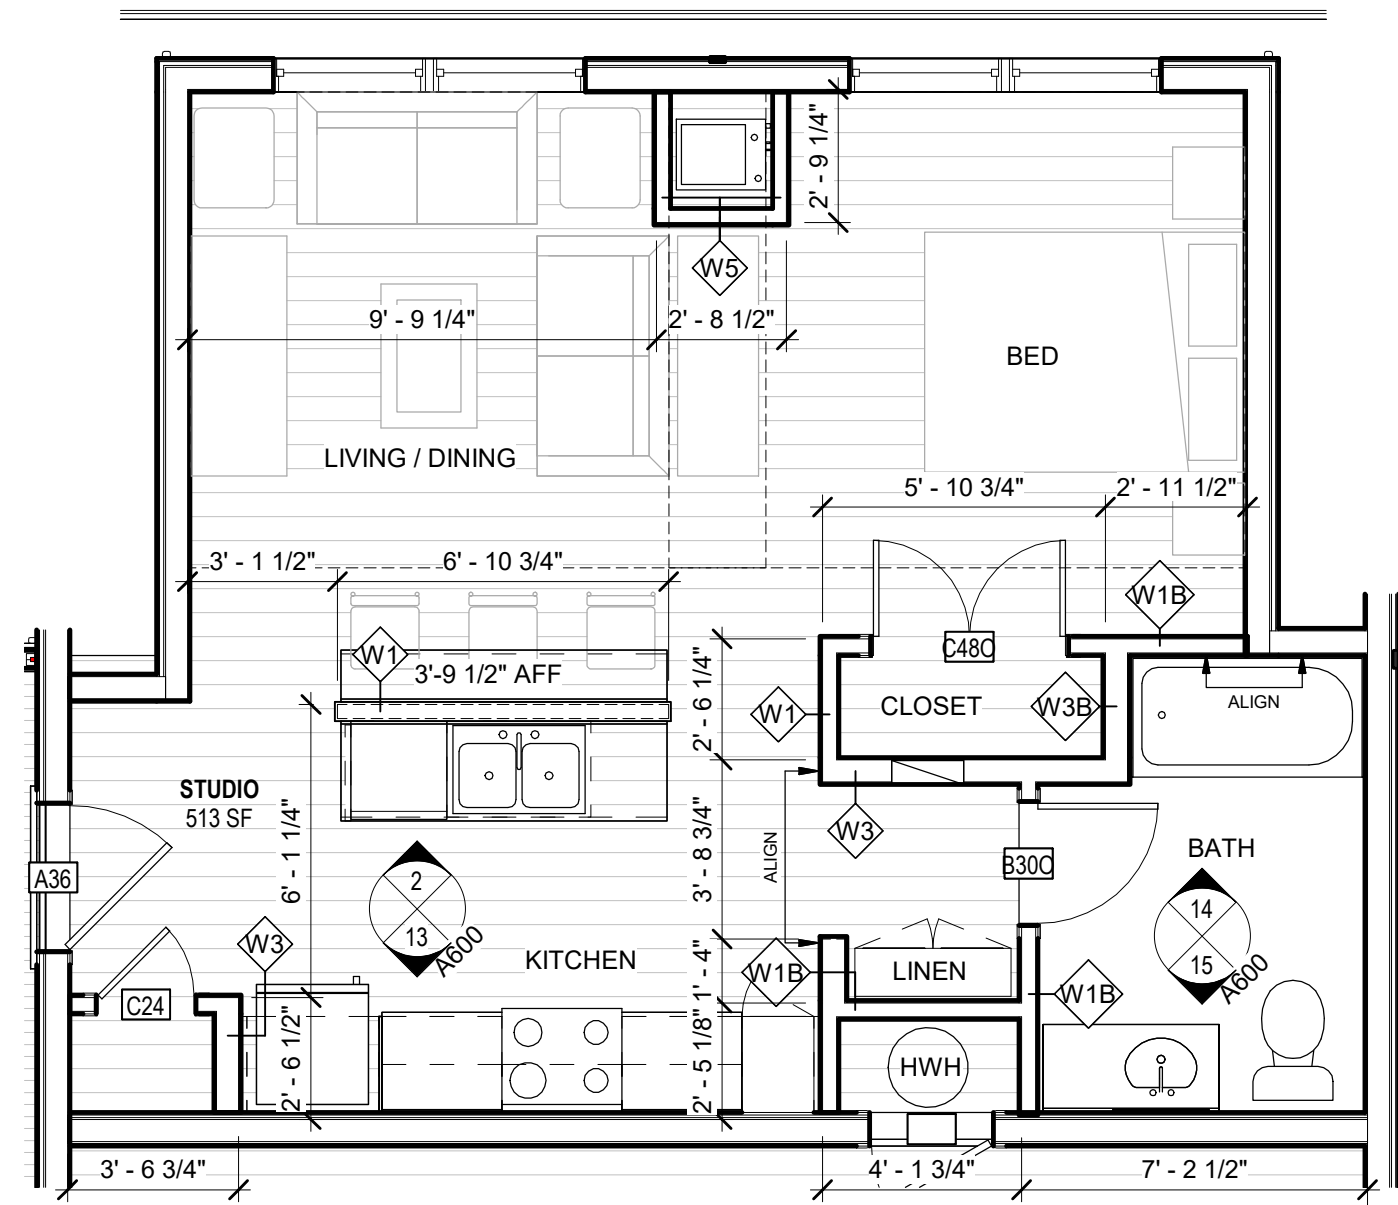 2' - 9 1/4"
W5
9' - 9 1/4"
2' - 8 1/2"
BED
LIVING / DINING
5' - 10 3/4"
2' - 11 1/2"
3' - 1 1/2"
6' - 10 3/4"
W1B
W1
3'-9 1/2" AFF
C48O
2' - 6 1/4"
W1
CLOSET
W3B
ALIGN
STUDIO
513 SF
6' - 1 1/4"
3' - 8 3/4"
ALIGN
W3
BATH
B30O
A36
2
13
A600
14
15
A600
W3
KITCHEN
W1B
1' - 4"
LINEN
W1B
C24
2' - 6 1/2"
2' - 5 1/8"
HWH
3' - 6 3/4"
4' - 1 3/4"
7' - 2 1/2"